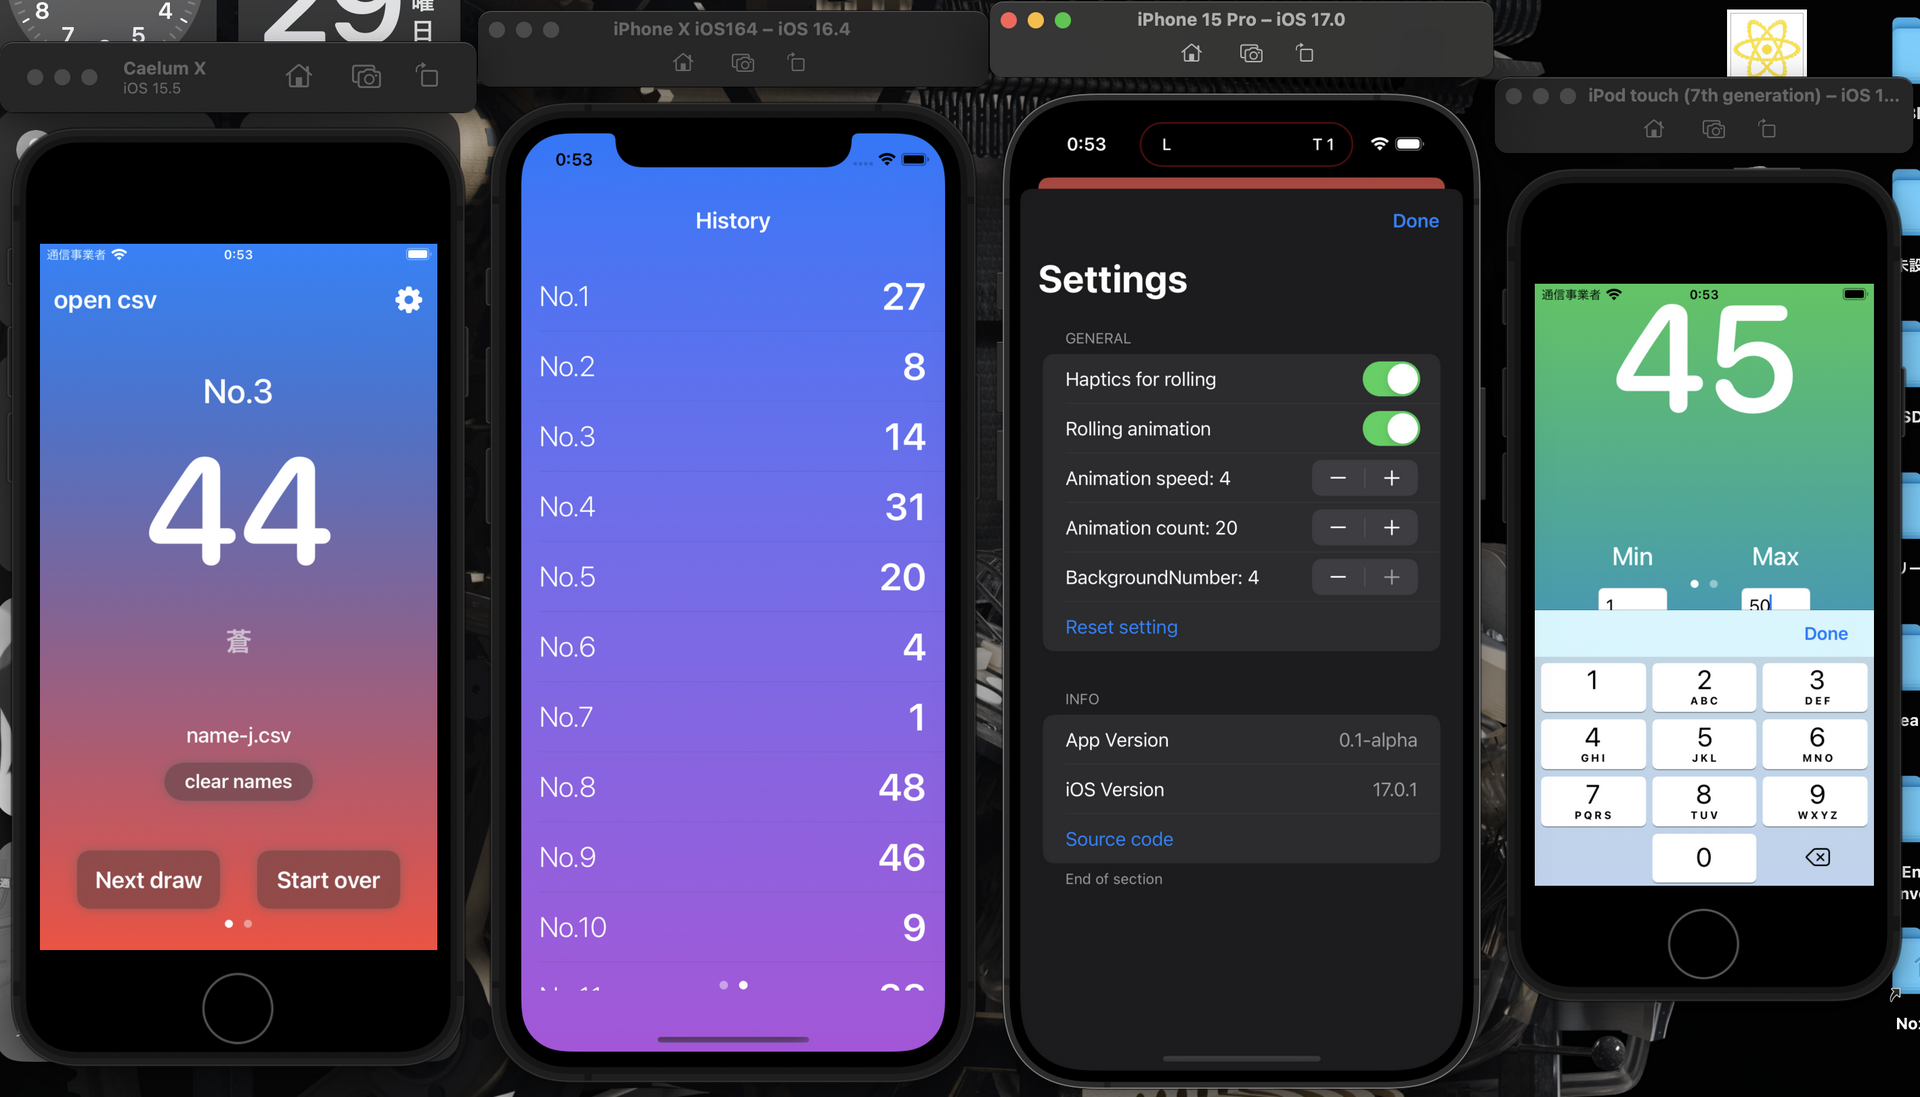 8
7
5
4
29
曜
日
Caelum X
iOS 15.5
通信事業者
0:53
open csv
No.3
44
蒼
name-j.csv
clear names
Next draw
Start over
iPhone X iOS164 – iOS 16.4
0:53
History
No.1 27
No.2 8
No.3 14
No.4 31
No.5 20
No.6 4
No.7 1
No.8 48
No.9 46
No.10 9
iPhone 15 Pro – iOS 17.0
0:53
L
T 1
Done
Settings
GENERAL
Haptics for rolling
Rolling animation
Animation speed: 4
Animation count: 20
BackgroundNumber: 4
Reset setting
INFO
App Version 0.1-alpha
iOS Version 17.0.1
Source code
End of section
iPod touch (7th generation) – iOS 1...
通信事業者
0:53
45
Min
Max
1
50
Done
1
2
ABC
3
DEF
4
GHI
5
JKL
6
MNO
7
PQRS
8
TUV
9
WXYZ
0